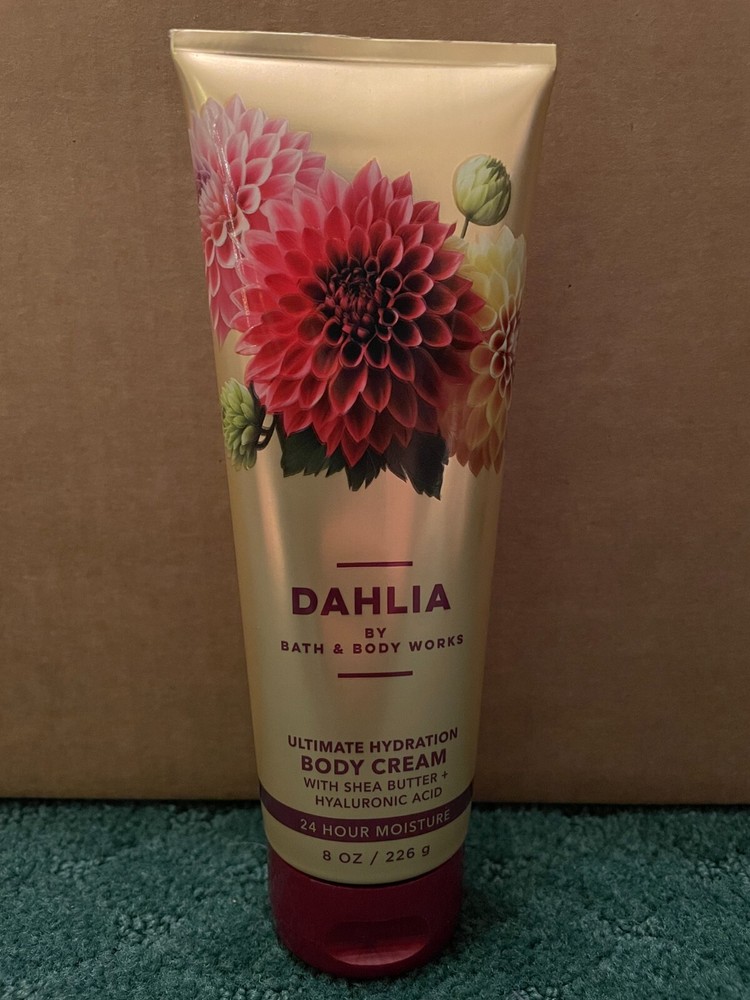 DAHLIA
BY
BATH & BODY WORKS
ULTIMATE HYDRATION
BODY CREAM
WITH SHEA BUTTER +
HYALURONIC ACID
24 HOUR MOISTURE
8 OZ / 226 g